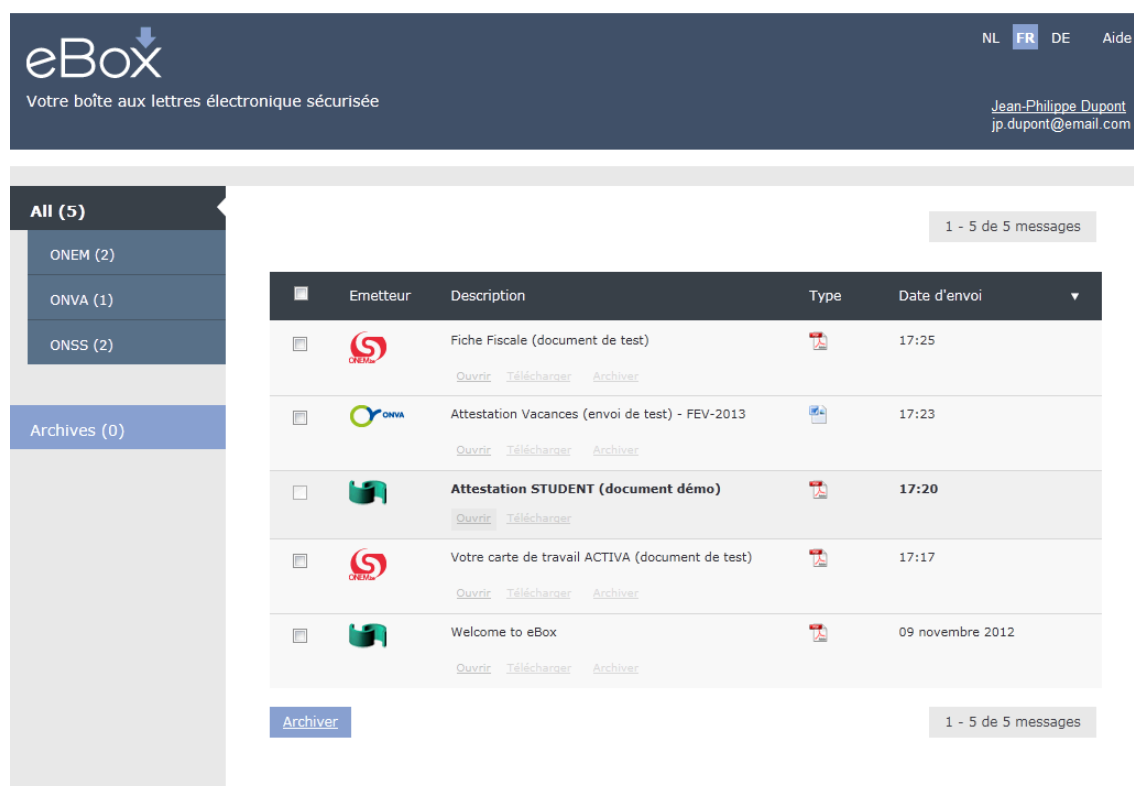 eBox
NL FR DE Aide
Votre boîte aux lettres électronique sécurisée
Jean-Philippe Dupont
jp.dupont@email.com
All (5)
ONEM (2)
ONVA (1)
ONSS (2)
Archives (0)
1 - 5 de 5 messages
Emetteur Description Type Date d'envoi
ONEM Fiche Fiscale (document de test) 17:25
Ouvrir Télécharger Archiver
ONVA Attestation Vacances (envoi de test) - FEV-2013 17:23
Ouvrir Télécharger Archiver
Attestation STUDENT (document démo) 17:20
Ouvrir Télécharger
ONEM Votre carte de travail ACTIVA (document de test) 17:17
Ouvrir Télécharger Archiver
Welcome to eBox 09 novembre 2012
Ouvrir Télécharger Archiver
Archiver 1 - 5 de 5 messages